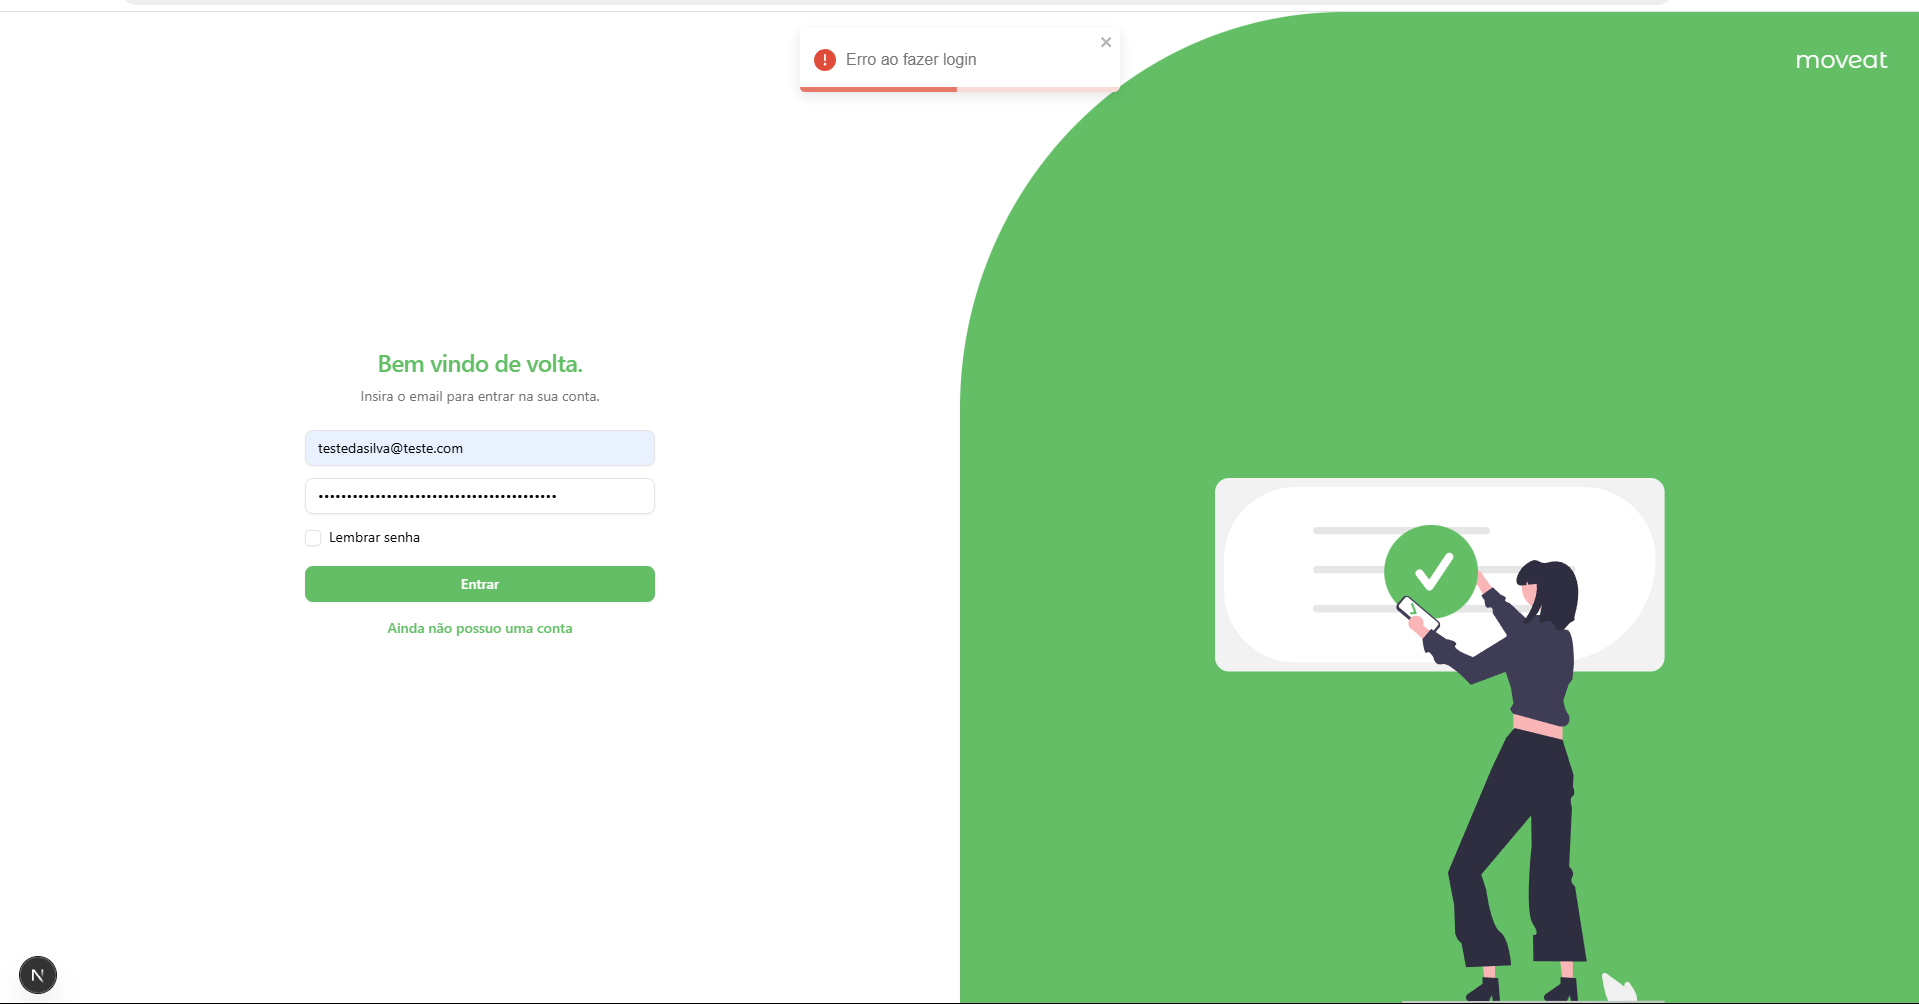 Erro ao fazer login
moveat
Bem vindo de volta.
Insira o email para entrar na sua conta.
testedasilva@teste.com
Lembrar senha
Entrar
Ainda não possuo uma conta
N